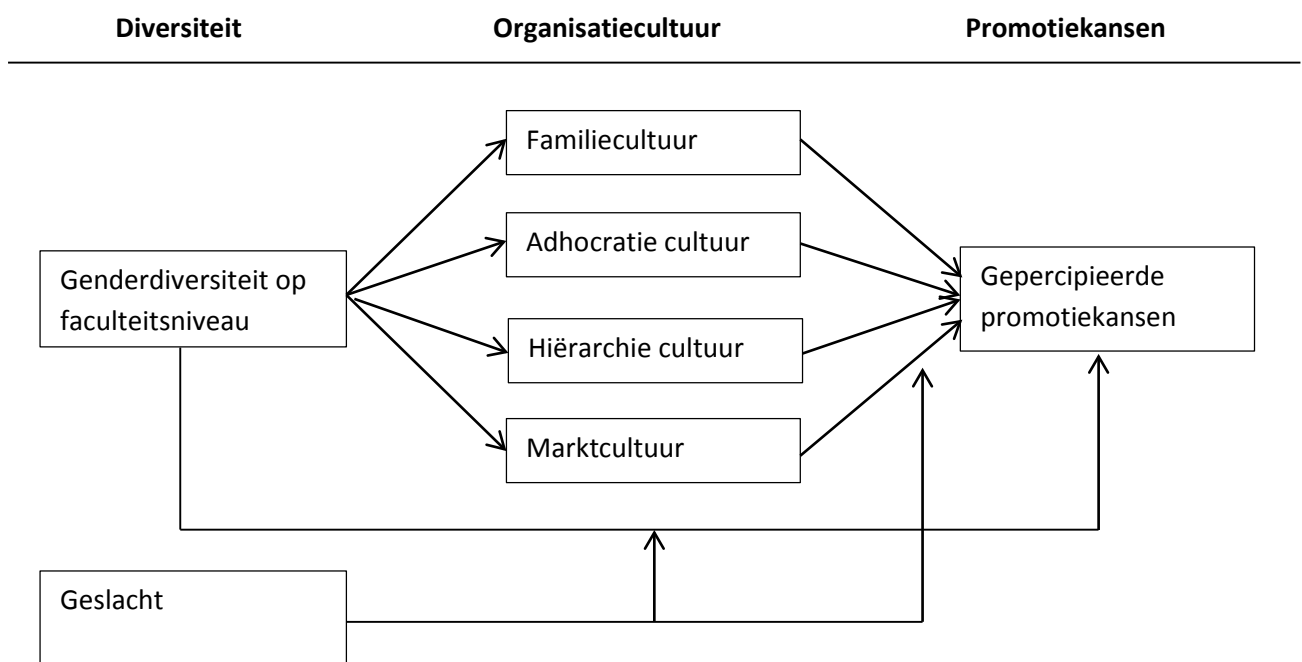 Diversiteit Organisatiecultuur Promotiekansen
Familiecultuur
Adhocratie cultuur
Genderdiversiteit op
faculteitsniveau
Gepercipieerde
promotiekansen
Hiërarchie cultuur
Marktcultuur
Geslacht